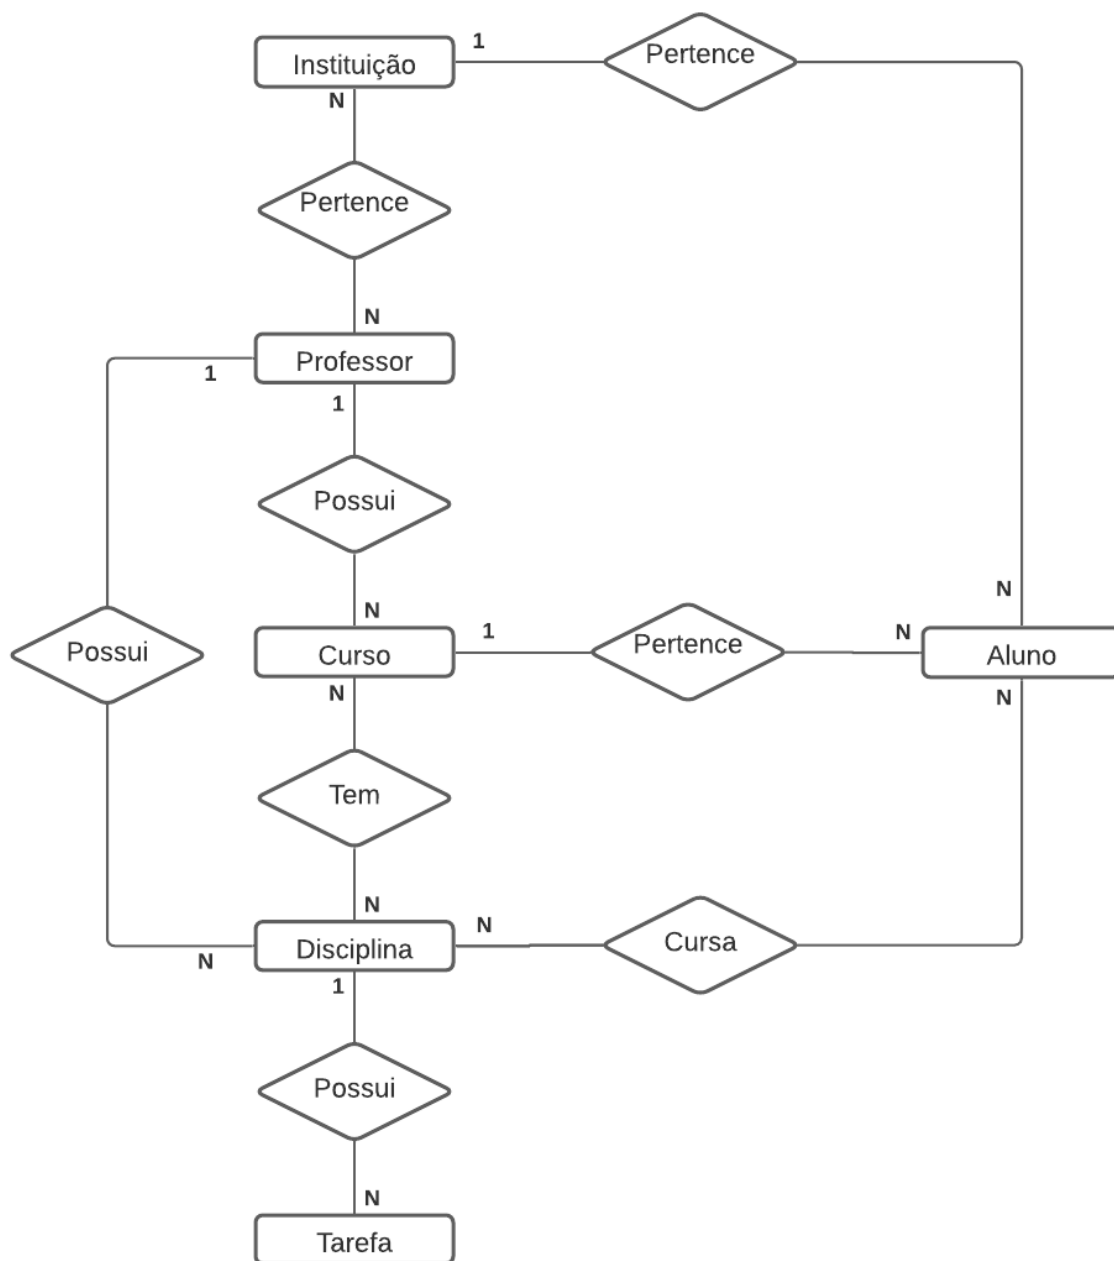 1
Pertence
Instituição
N
Pertence
N
Professor
1
1
Possui
N
N
1
N
Possui
Curso
Pertence
Aluno
N
N
Tem
N
N
Disciplina
Cursa
N
1
Possui
N
Tarefa